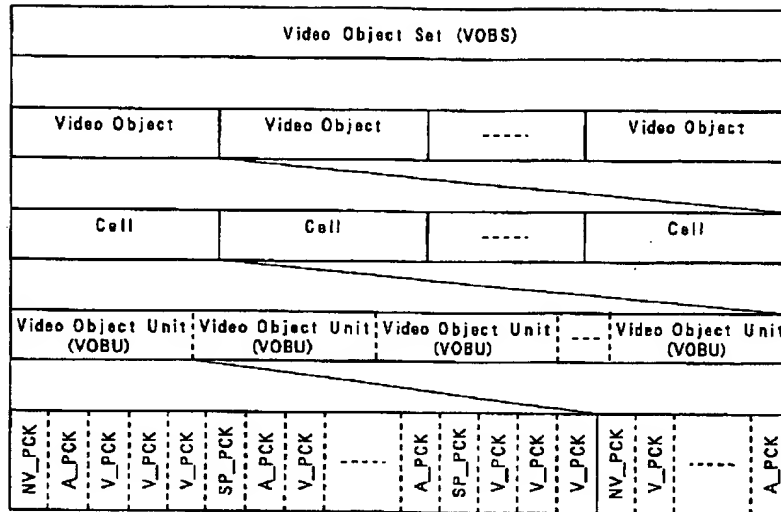 Video Object Set (VOBS)
Video Object Video Object ----- Video Object
Cell Cell ----- Cell
Video Object Unit Video Object Unit Video Object Unit ---- Video Object Unit
(VOBU) (VOBU) (VOBU) (VOBU)
NV_PCK A_PCK V_PCK V_PCK V_PCK SP_PCK A_PCK V_PCK ----- A_PCK SP_PCK V_PCK V_PCK V_PCK NV_PCK V_PCK ----- A_PCK